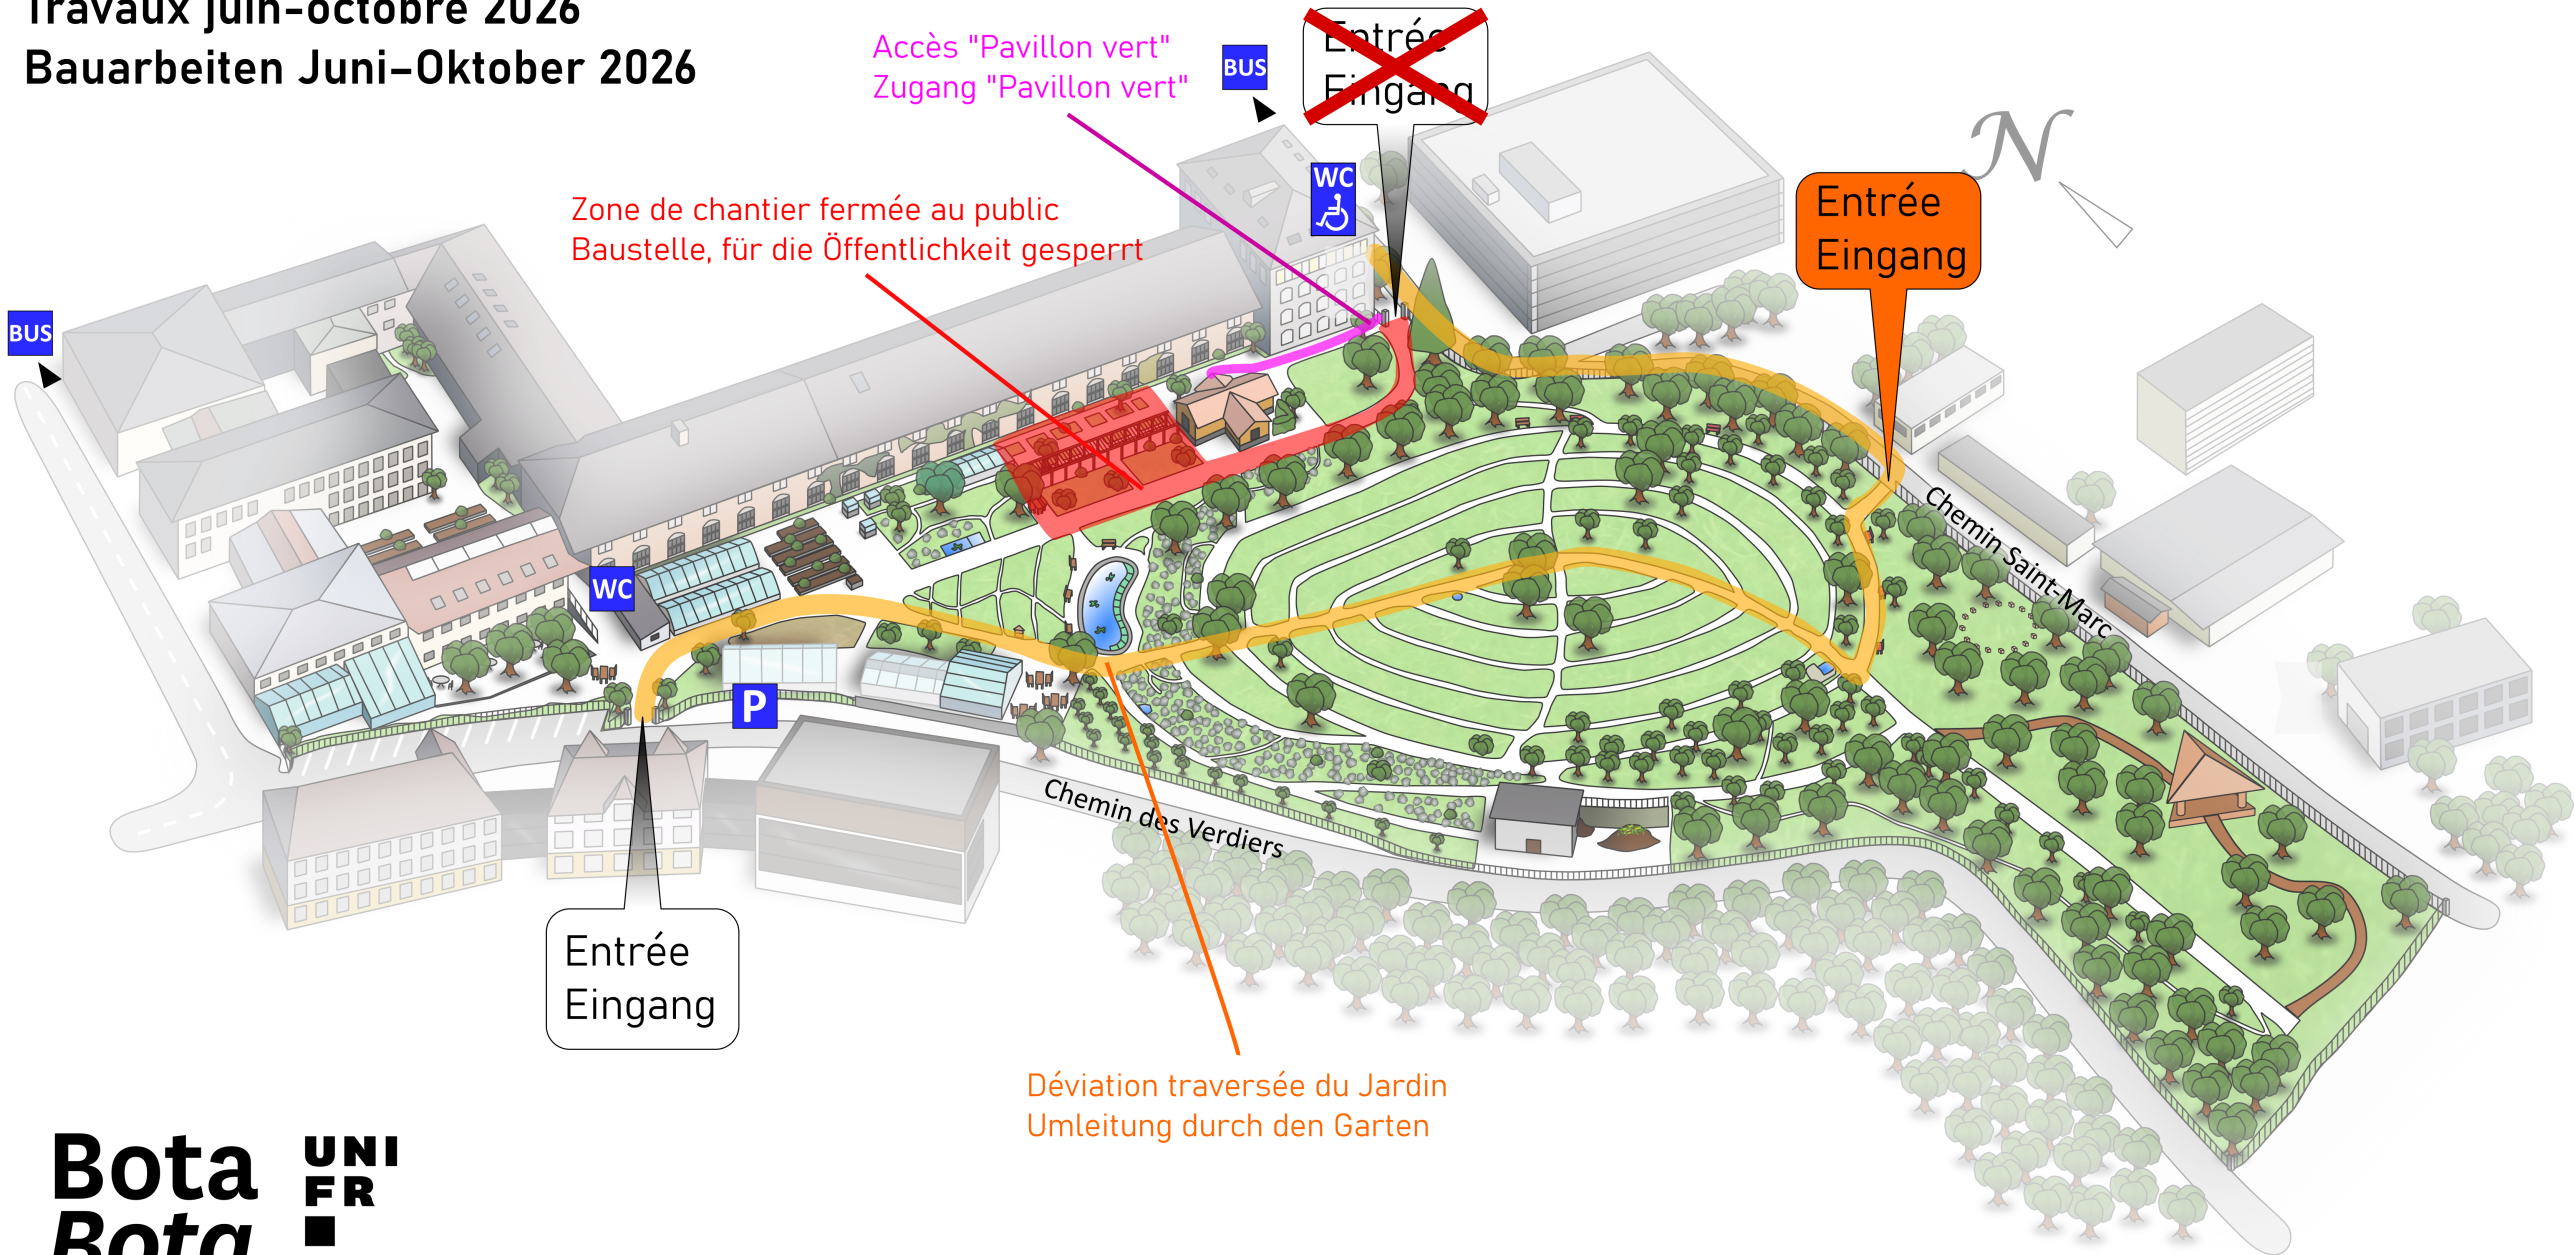 Travaux juin-octobre 2026
Bauarbeiten Juni-Oktober 2026
Accès "Pavillon vert"
Zugang "Pavillon vert"
BUS
Entrée
Eingang
WC
N
Entrée
Eingang
Zone de chantier fermée au public
Baustelle, für die Öffentlichkeit gesperrt
BUS
Chemin Saint-Marc
WC
P
Chemin des Verdiers
Entrée
Eingang
Déviation traversée du Jardin
Umleitung durch den Garten
Bota
Bota
UNI
FR